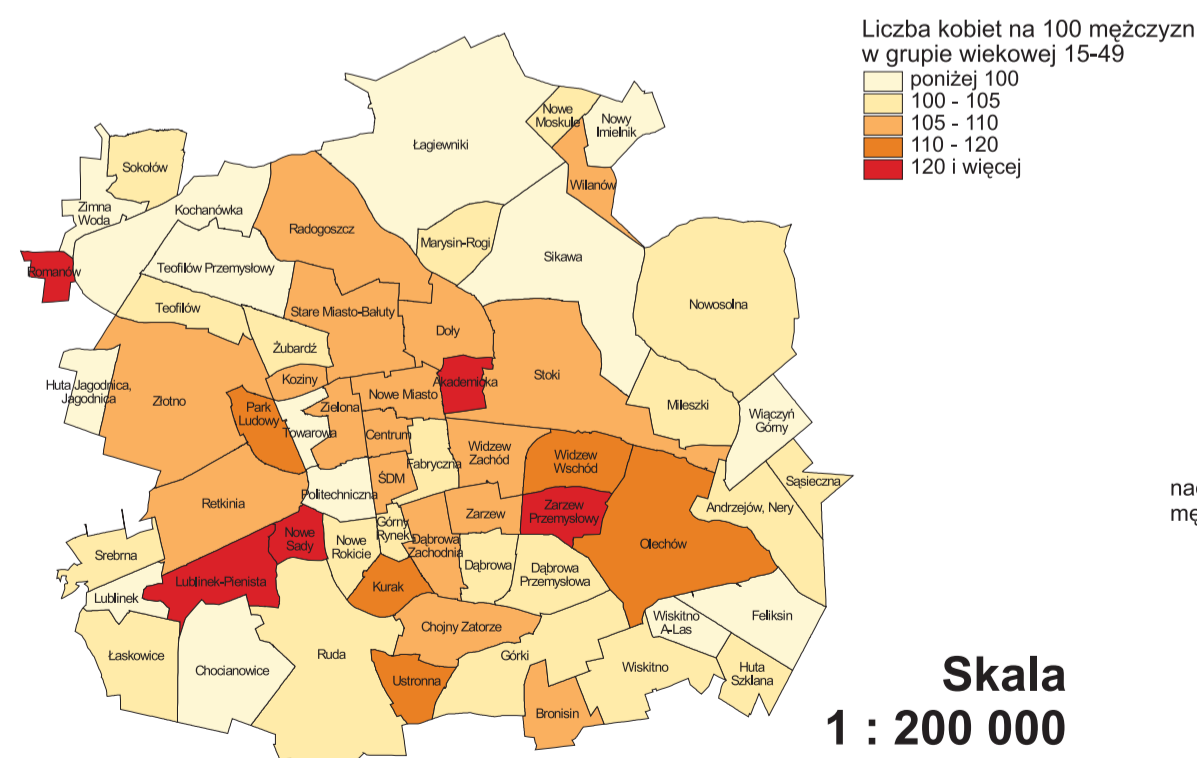 Liczba kobiet na 100 mężczyzn
w grupie wiekowej 15-49
poniżej 100
100 - 105
105 - 110
110 - 120
120 i więcej
Nowe
Moskule
Nowy
Imielnik
Łagiewniki
Sokołów
Wilanów
Zimna
Woda
Kochanówka
Radogoszcz
Marysin-Rogi
Sikawa
Romanów
Teofilów Przemysłowy
Nowosolna
Teofilów
Stare Miasto-Bałuty
Doły
Żubardź
Huta Jagodnica,
Jagodnica
Koziny
Akademicka
Stoki
Złotno
Nowe Miasto
Park
Ludowy
Zielona
Mileszki
Wiączyń
Górny
Towarowa
Centrum
Widzew
Zachód
Widzew
Wschód
Fabryczna
ŚDM
Sąsieczna
Politechniczna
Retkinia
Andrzejów, Nery
Zarzew
Zarzew
Przemysłowy
Górny
Rynek
Nowe
Sady
Nowe
Rokicie
Dąbrowa
Zachodnia
Olechów
Srebrna
Dąbrowa
Dąbrowa
Przemysłowa
Lublinek-Pienista
Kurak
Lublinek
Wiskitno
A-Las
Feliksin
Chojny Zatorze
Łaskowice
Chocianowice
Ruda
Górki
Wiskitno
Huta
Szklana
Ustronna
Bronisin
Skala
1 : 200 000